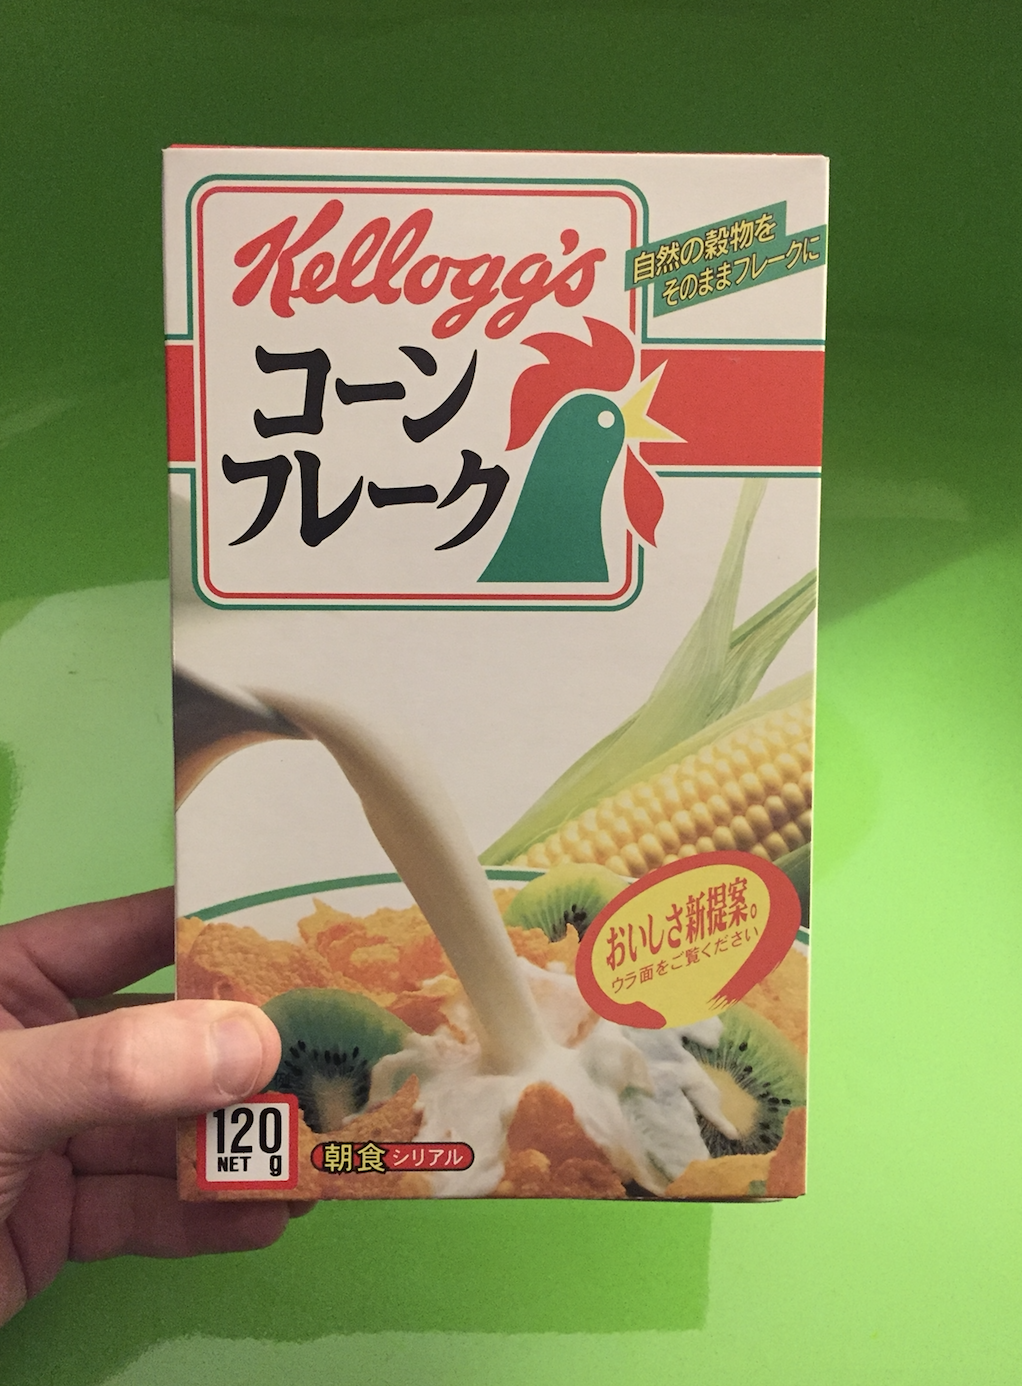 Kellogg's
自然の穀物を
そのままフレークに
コーン
フレーク
おいしさ新提案。
ウラ面をご覧ください
120
NET g
朝食シリアル